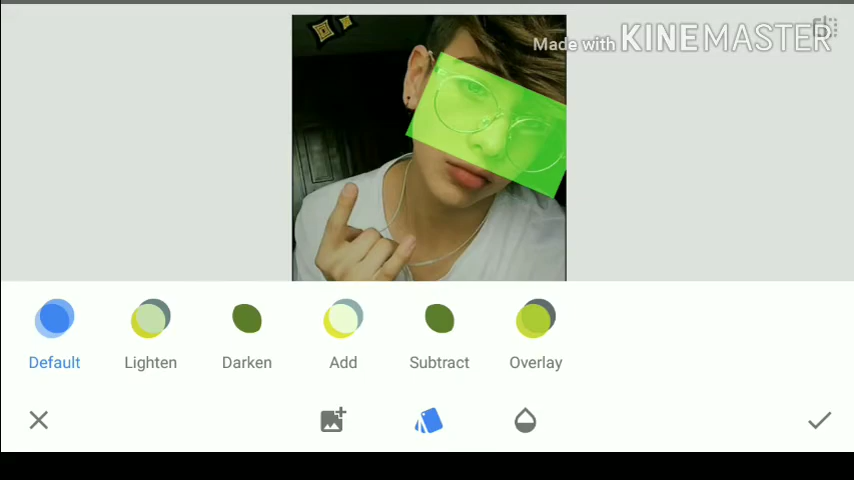 Made with KINEMASTER
Default
Lighten
Darken
Add
Subtract
Overlay